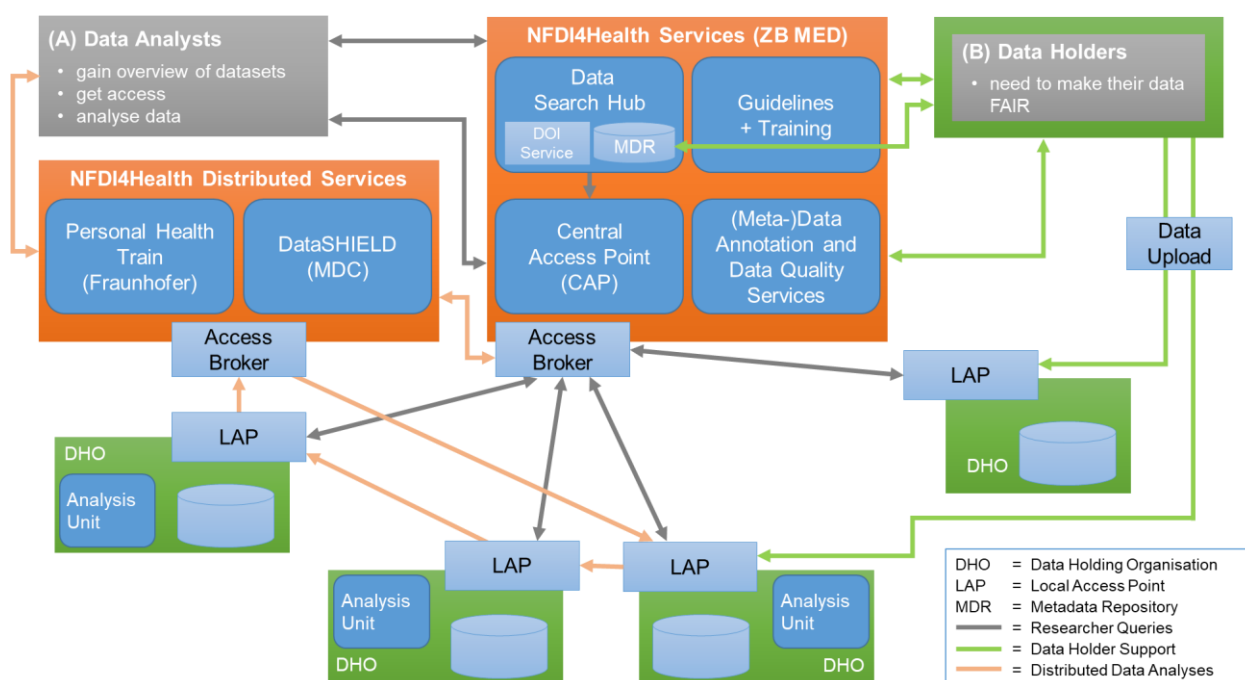 (A) Data Analysts
• gain overview of datasets
• get access
• analyse data
NFDI4Health Services (ZB MED)
Data
Search Hub
DOI
Service
MDR
Guidelines
+ Training
(B) Data Holders
• need to make their data
FAIR
NFDI4Health Distributed Services
Personal Health
Train
(Fraunhofer)
DataSHIELD
(MDC)
Central
Access Point
(CAP)
(Meta-)Data
Annotation and
Data Quality
Services
Data
Upload
Access
Broker
Access
Broker
LAP
DHO
LAP
DHO
Analysis
Unit
LAP
Analysis
Unit
DHO
LAP
Analysis
Unit
DHO
DHO = Data Holding Organisation
LAP = Local Access Point
MDR = Metadata Repository
= Researcher Queries
= Data Holder Support
= Distributed Data Analyses